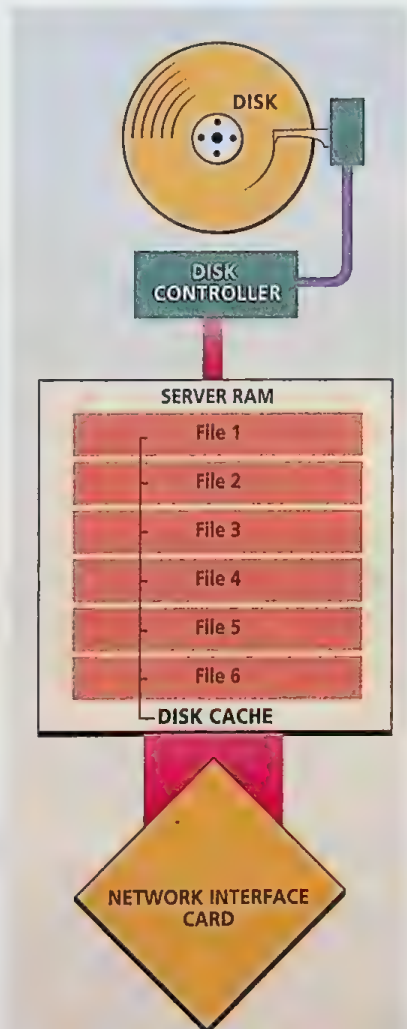 DISK
DISK
CONTROLLER
SERVER RAM
File 1
File 2
File 3
File 4
File 5
File 6
DISK CACHE
NETWORK INTERFACE
CARD